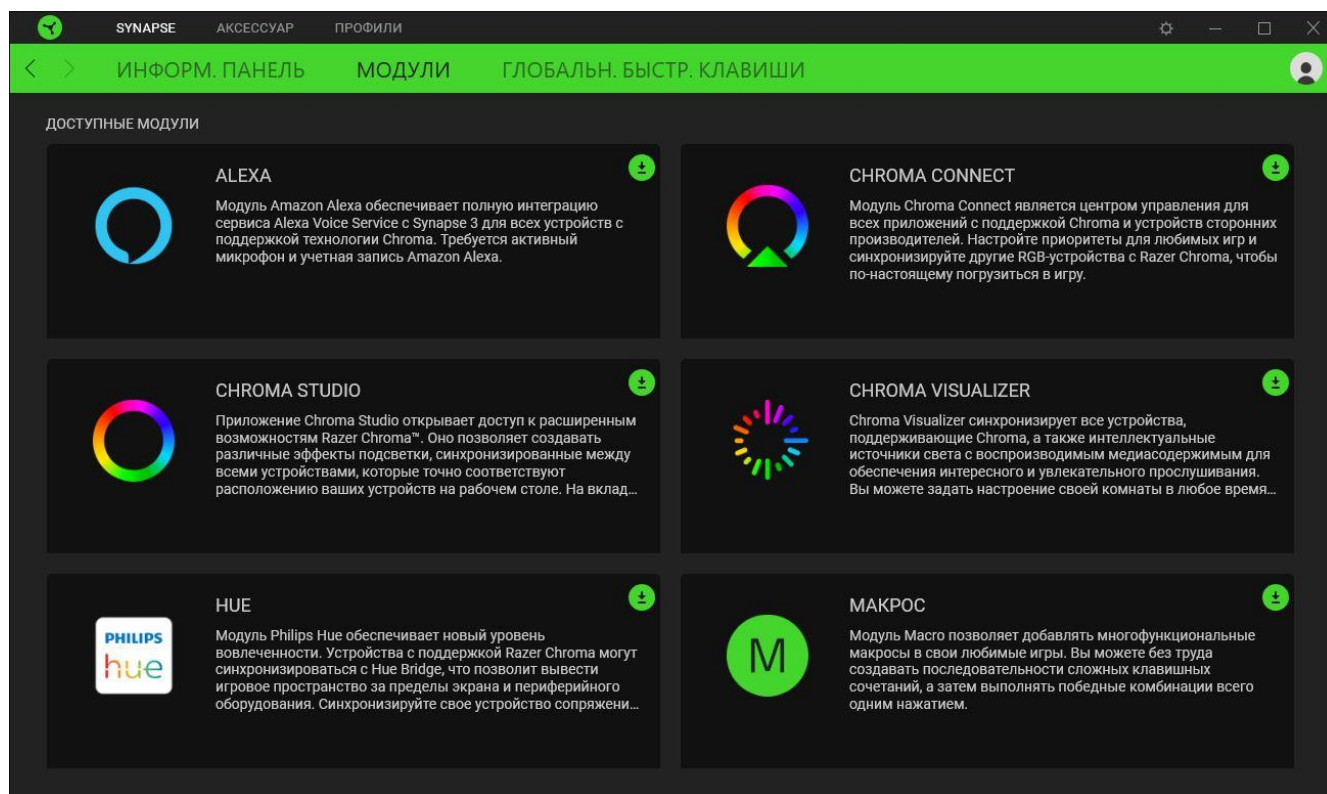 SYNAPSE АКСЕССУАР ПРОФИЛИ
ИНФОРМ. ПАНЕЛЬ МОДУЛИ ГЛОБАЛЬН. БЫСТР. КЛАВИШИ
ДОСТУПНЫЕ МОДУЛИ
ALEXA
Модуль Amazon Alexa обеспечивает полную интеграцию
сервиса Alexa Voice Service с Synapse 3 для всех устройств с
поддержкой технологии Chroma. Требуется активный
микрофон и учетная запись Amazon Alexa.
CHROMA CONNECT
Модуль Chroma Connect является центром управления для
всех приложений с поддержкой Chroma и устройств сторонних
производителей. Настройте приоритеты для любимых игр и
синхронизируйте другие RGB-устройства с Razer Chroma, чтобы
по-настоящему погрузиться в игру.
CHROMA STUDIO
Приложение Chroma Studio открывает доступ к расширенным
возможностям Razer Chroma™. Оно позволяет создавать
различные эффекты подсветки, синхронизированные между
всеми устройствами, которые точно соответствуют
расположению ваших устройств на рабочем столе. На вклад...
CHROMA VISUALIZER
Chroma Visualizer синхронизирует все устройства,
поддерживающие Chroma, а также интеллектуальные
источники света с воспроизводимым медиасодержимым для
обеспечения интересного и увлекательного прослушивания.
Вы можете задать настроение своей комнаты в любое время...
PHILIPS
hue
HUE
Модуль Philips Hue обеспечивает новый уровень
вовлеченности. Устройства с поддержкой Razer Chroma могут
синхронизироваться с Hue Bridge, что позволит вывести
игровое пространство за пределы экрана и периферийного
оборудования. Синхронизируйте свое устройство сопряжени...
M
МАКРОС
Модуль Macro позволяет добавлять многофункциональные
макросы в свои любимые игры. Вы можете без труда
создавать последовательности сложных клавишных
сочетаний, а затем выполнять победные комбинации всего
одним нажатием.